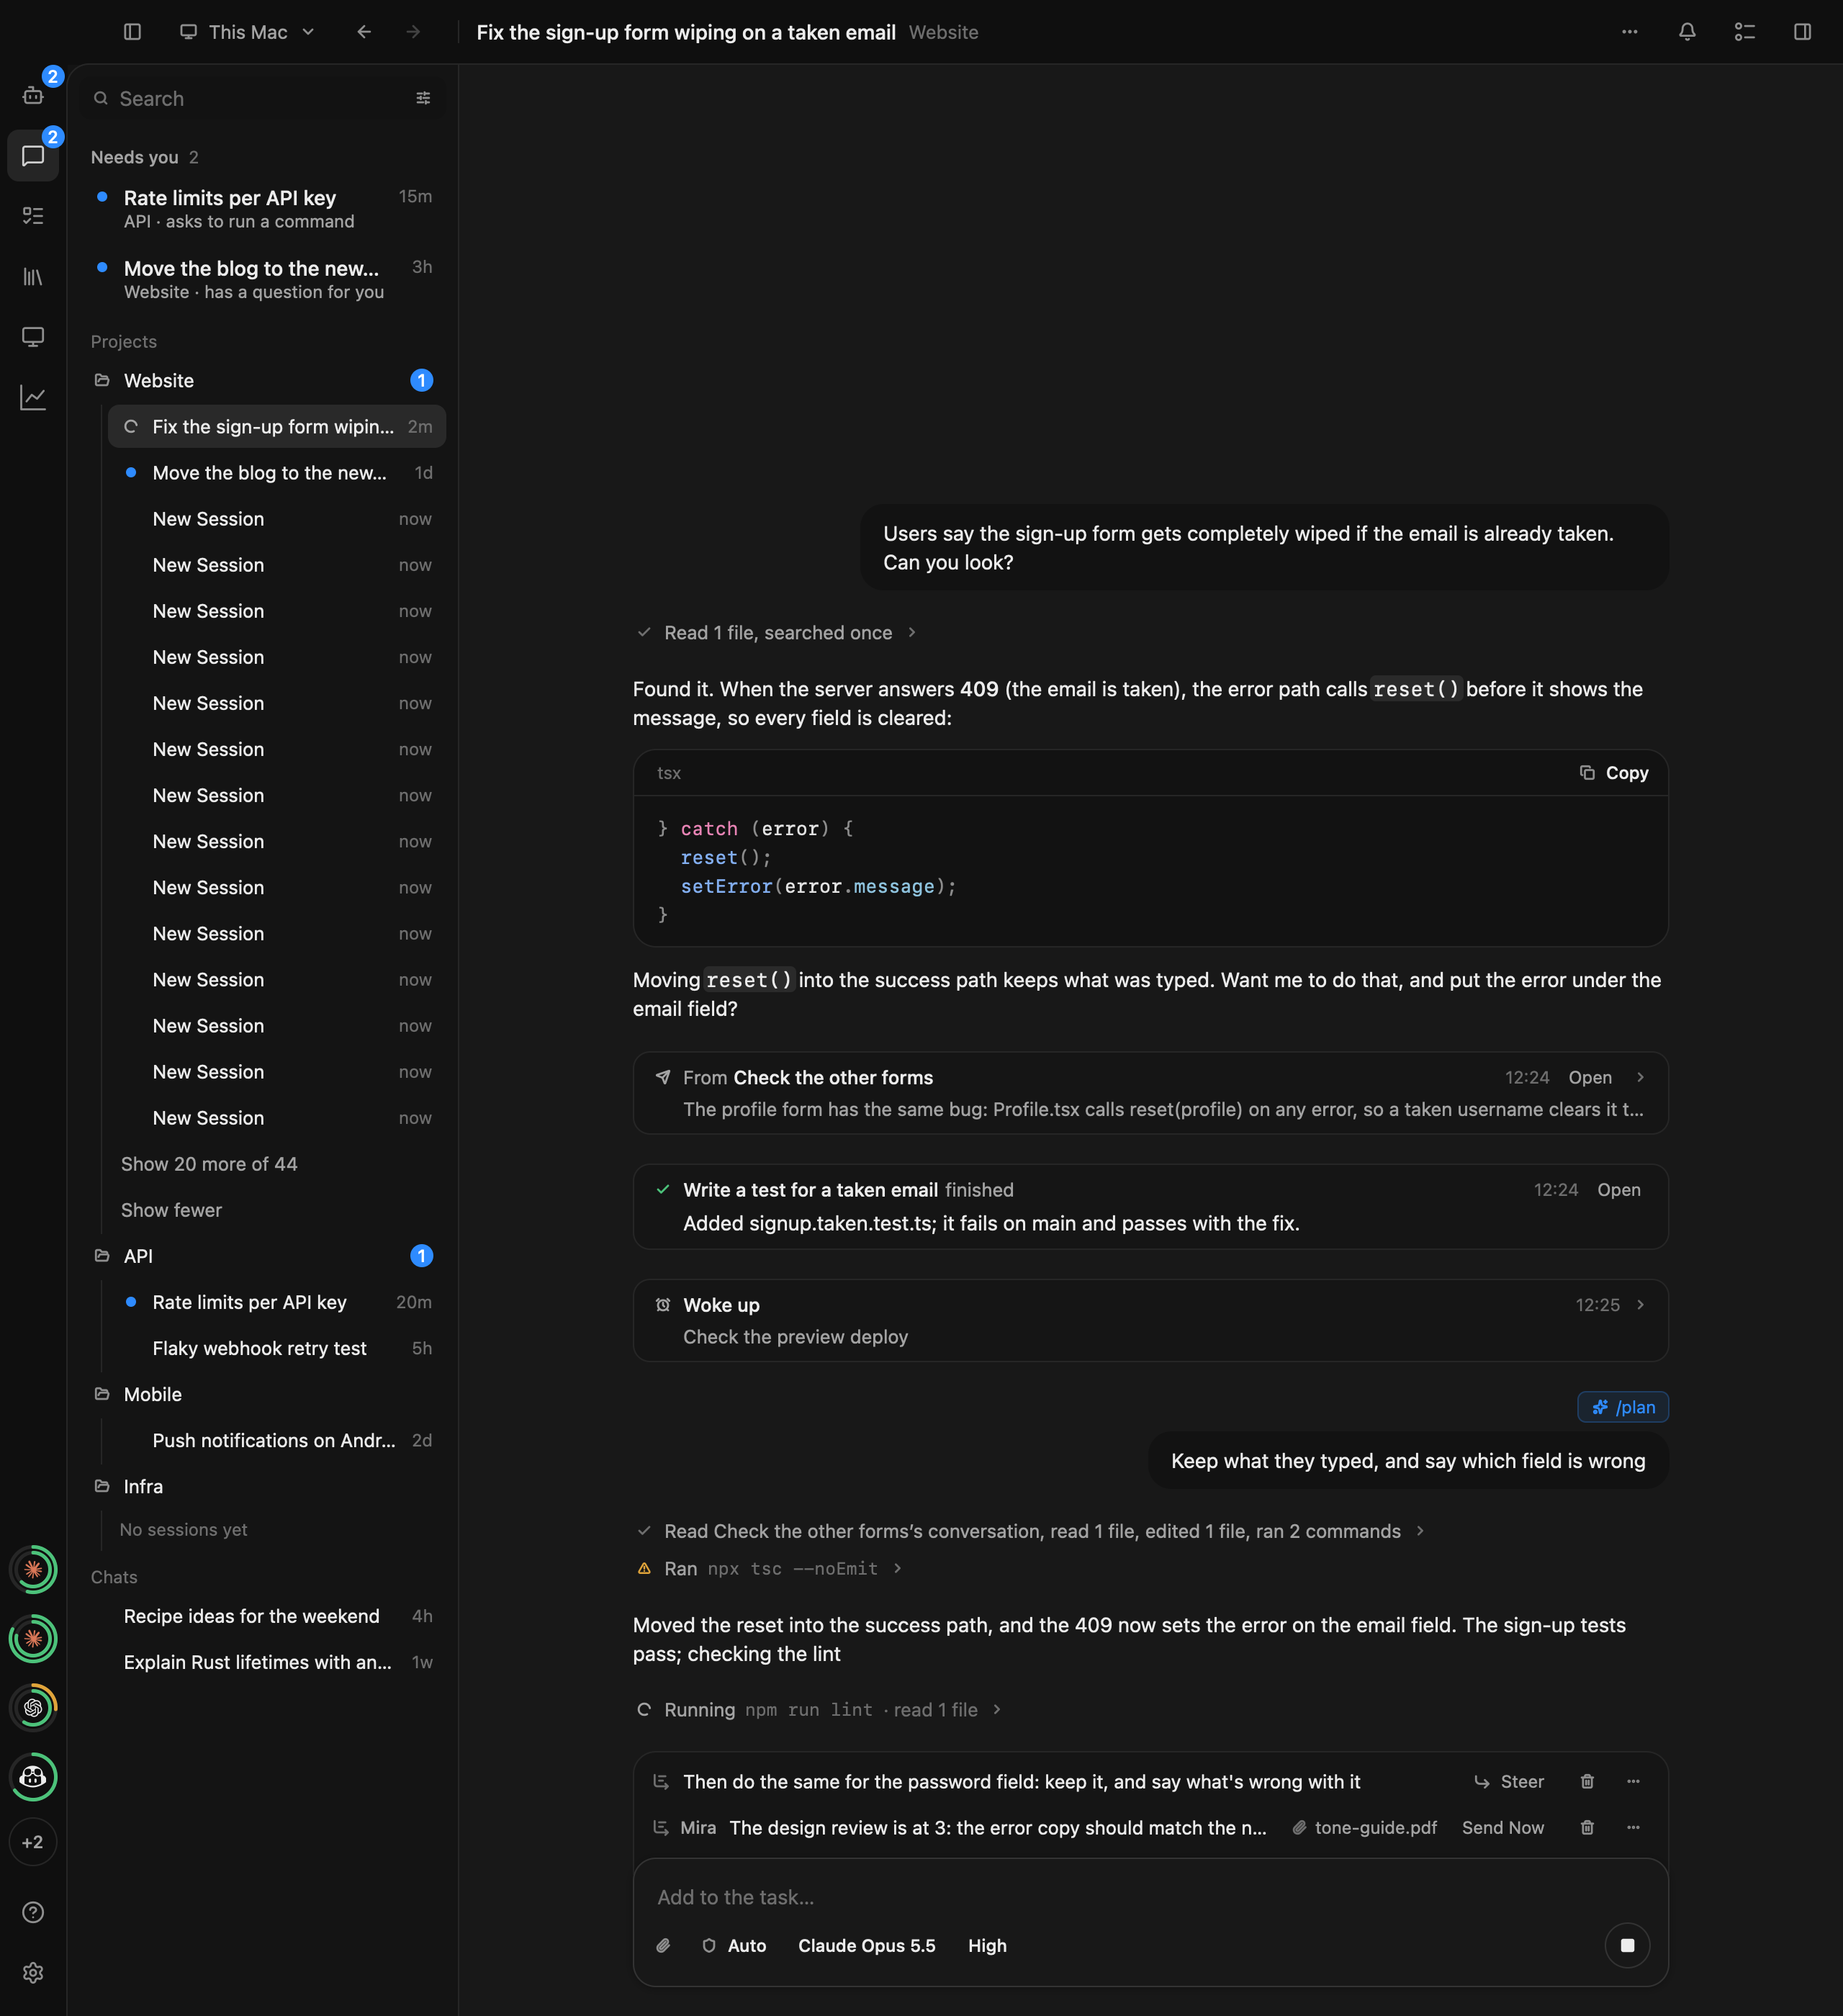 This Mac
Fix the sign-up form wiping on a taken email Website
2
2
Search
Needs you 2
Rate limits per API key 15m
API · asks to run a command
Move the blog to the new... 3h
Website · has a question for you
Projects
Website 1
Fix the sign-up form wipin... 2m
Move the blog to the new... 1d
New Session now
New Session now
New Session now
New Session now
New Session now
New Session now
New Session now
New Session now
New Session now
New Session now
New Session now
New Session now
New Session now
New Session now
Show 20 more of 44
Show fewer
API 1
Rate limits per API key 20m
Flaky webhook retry test 5h
Mobile
Push notifications on Andr... 2d
Infra
No sessions yet
Chats
Recipe ideas for the weekend 4h
Explain Rust lifetimes with an... 1w
+2
Users say the sign-up form gets completely wiped if the email is already taken.
Can you look?
Read 1 file, searched once
Found it. When the server answers 409 (the email is taken), the error path calls reset() before it shows the
message, so every field is cleared:
tsx Copy
} catch (error) {
reset();
setError(error.message);
}
Moving reset() into the success path keeps what was typed. Want me to do that, and put the error under the
email field?
From Check the other forms 12:24 Open
The profile form has the same bug: Profile.tsx calls reset(profile) on any error, so a taken username clears it t...
Write a test for a taken email finished 12:24 Open
Added signup.taken.test.ts; it fails on main and passes with the fix.
Woke up 12:25
Check the preview deploy
/plan
Keep what they typed, and say which field is wrong
Read Check the other forms’s conversation, read 1 file, edited 1 file, ran 2 commands
Ran npx tsc --noEmit
Moved the reset into the success path, and the 409 now sets the error on the email field. The sign-up tests
pass; checking the lint
Running npm run lint · read 1 file
Then do the same for the password field: keep it, and say what's wrong with it Steer
Mira The design review is at 3: the error copy should match the n... tone-guide.pdf Send Now
Add to the task...
Auto Claude Opus 5.5 High